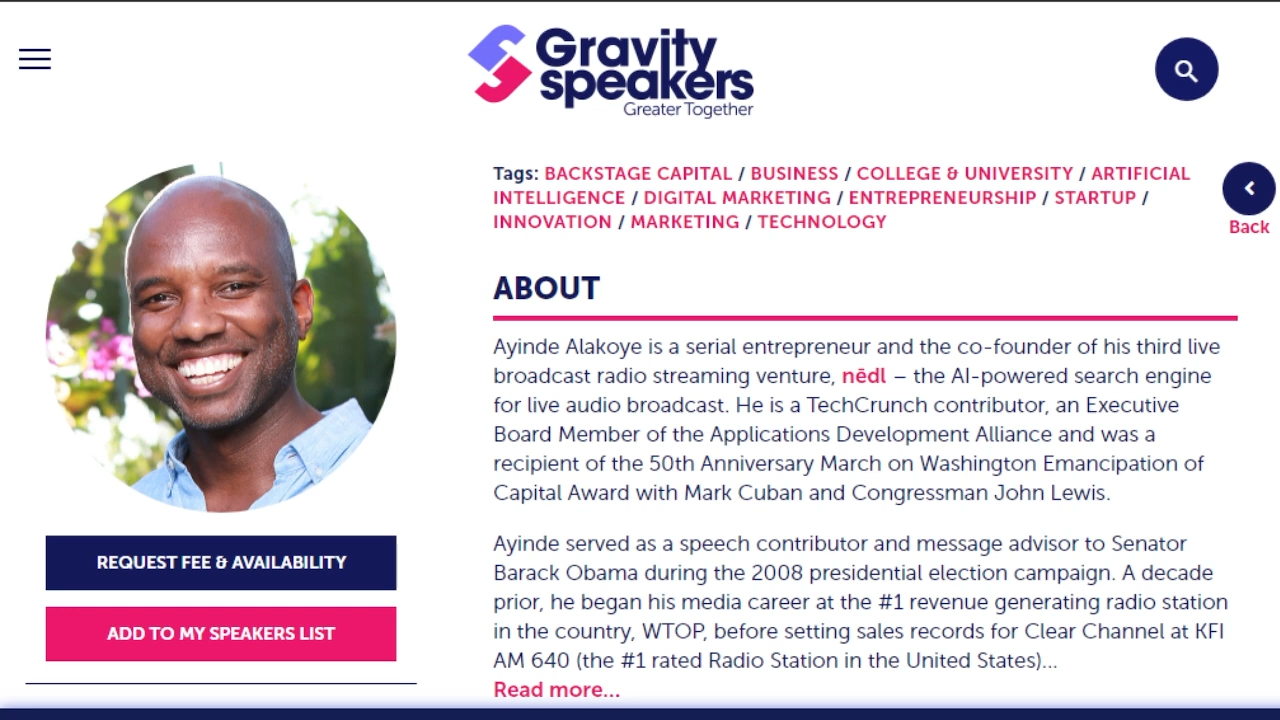 Gravity
speakers
Greater Together
Tags: BACKSTAGE CAPITAL / BUSINESS / COLLEGE & UNIVERSITY / ARTIFICIAL
INTELLIGENCE / DIGITAL MARKETING / ENTREPRENEURSHIP / STARTUP /
INNOVATION / MARKETING / TECHNOLOGY
Back
ABOUT
Ayinde Alakoye is a serial entrepreneur and the co-founder of his third live
broadcast radio streaming venture, nēdl – the AI-powered search engine
for live audio broadcast. He is a TechCrunch contributor, an Executive
Board Member of the Applications Development Alliance and was a
recipient of the 50th Anniversary March on Washington Emancipation of
Capital Award with Mark Cuban and Congressman John Lewis.
Ayinde served as a speech contributor and message advisor to Senator
Barack Obama during the 2008 presidential election campaign. A decade
prior, he began his media career at the #1 revenue generating radio station
in the country, WTOP, before setting sales records for Clear Channel at KFI
AM 640 (the #1 rated Radio Station in the United States)...
Read more...
REQUEST FEE & AVAILABILITY
ADD TO MY SPEAKERS LIST